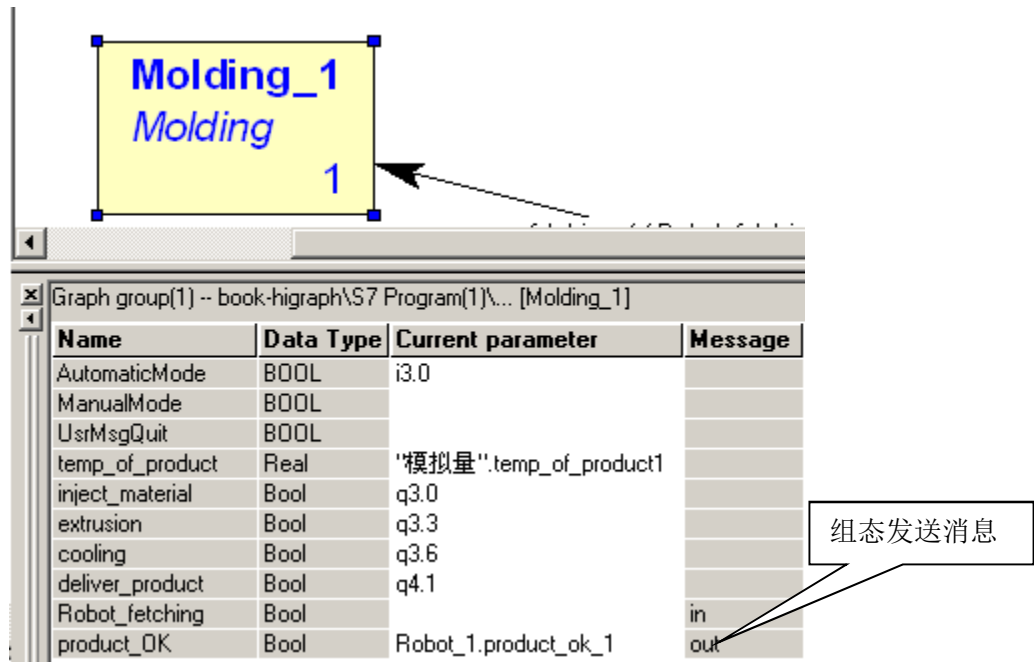 Molding_1
Molding
1
Graph group(1) -- book-higraph\S7 Program(1)\... [Molding_1]
Name Data Type Current parameter Message
AutomaticMode BOOL i3.0
ManualMode BOOL
UsrMsgQuit BOOL
temp_of_product Real "模拟量".temp_of_product1
inject_material Bool q3.0
extrusion Bool q3.3
cooling Bool q3.6
deliver_product Bool q4.1
Robot_fetching Bool in
product_OK Bool Robot_1.product_ok_1 out
组态发送消息